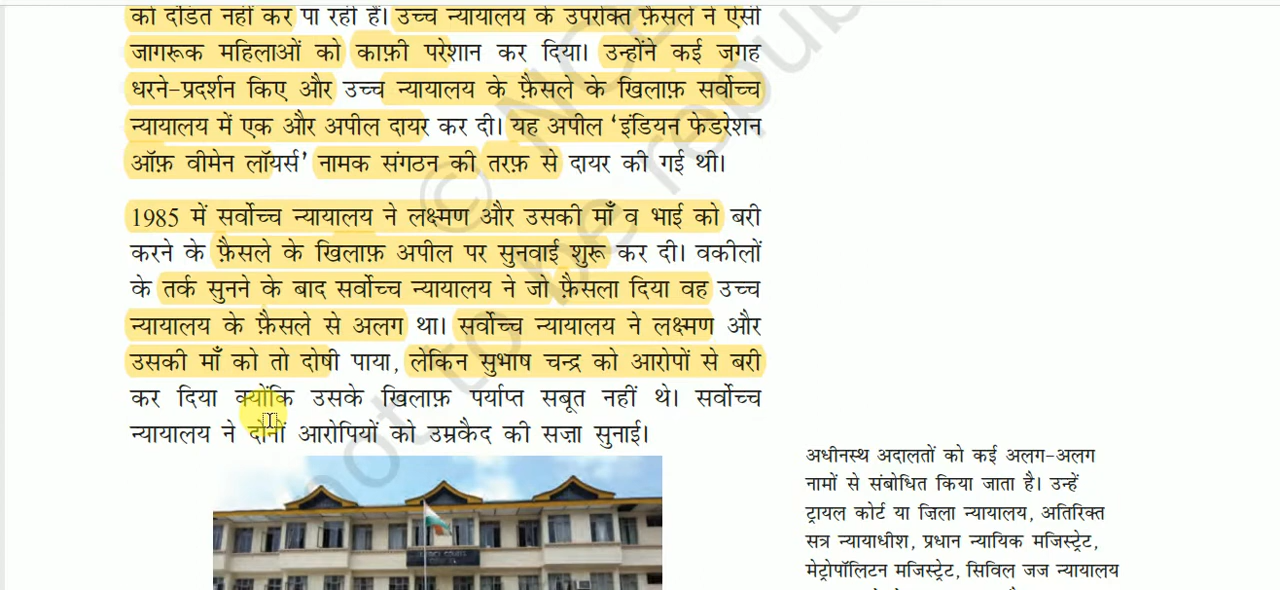 को दंडित नहीं कर पा रही हैं। उच्च न्यायालय के उपरोक्त फ़ैसले ने ऐसी
जागरूक महिलाओं को काफ़ी परेशान कर दिया। उन्होंने कई जगह
धरने-प्रदर्शन किए और उच्च न्यायालय के फ़ैसले के खिलाफ़ सर्वोच्च
न्यायालय में एक और अपील दायर कर दी। यह अपील ‘इंडियन फेडरेशन
ऑफ़ वीमेन लॉयर्स’ नामक संगठन की तरफ़ से दायर की गई थी।
1985 में सर्वोच्च न्यायालय ने लक्ष्मण और उसकी माँ व भाई को बरी
करने के फ़ैसले के खिलाफ़ अपील पर सुनवाई शुरू कर दी। वकीलों
के तर्क सुनने के बाद सर्वोच्च न्यायालय ने जो फ़ैसला दिया वह उच्च
न्यायालय के फ़ैसले से अलग था। सर्वोच्च न्यायालय ने लक्ष्मण और
उसकी माँ को तो दोषी पाया, लेकिन सुभाष चन्द्र को आरोपों से बरी
कर दिया क्योंकि उसके खिलाफ़ पर्याप्त सबूत नहीं थे। सर्वोच्च
न्यायालय ने दोनों आरोपियों को उम्रकैद की सज़ा सुनाई।
अधीनस्थ अदालतों को कई अलग-अलग
नामों से संबोधित किया जाता है। उन्हें
ट्रायल कोर्ट या ज़िला न्यायालय, अतिरिक्त
सत्र न्यायाधीश, प्रधान न्यायिक मजिस्ट्रेट,
मेट्रोपॉलिटन मजिस्ट्रेट, सिविल जज न्यायालय
© NCE
not to be republ